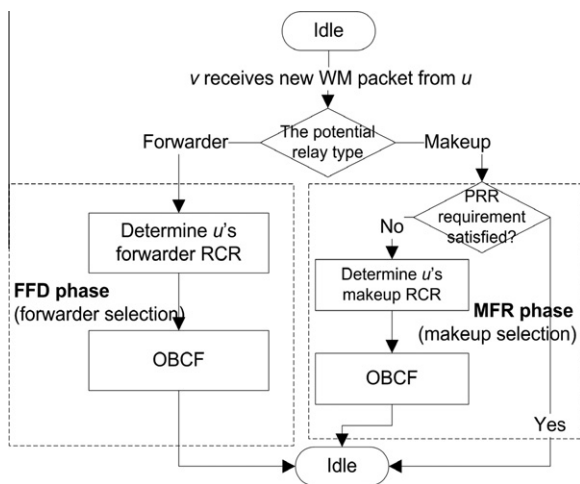 Idle
v receives new WM packet from u
The potential
relay type
Forwarder
Makeup
PRR
requirement
satisfied?
No
Determine u's
forwarder RCR
Determine u's
makeup RCR
FFD phase
(forwarder selection)
MFR phase
(makeup selection)
OBCF
OBCF
Yes
Idle